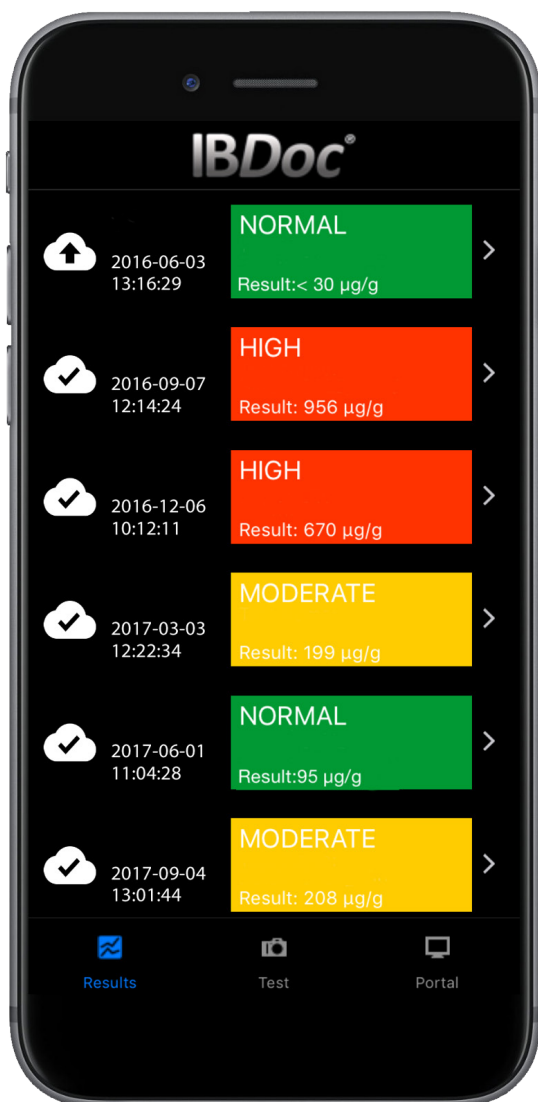 IBDoc®
NORMAL
2016-06-03
13:16:29
Result:< 30 µg/g
HIGH
2016-09-07
12:14:24
Result: 956 µg/g
HIGH
2016-12-06
10:12:11
Result: 670 µg/g
MODERATE
2017-03-03
12:22:34
Result: 199 µg/g
NORMAL
2017-06-01
11:04:28
Result:95 µg/g
MODERATE
2017-09-04
13:01:44
Result: 208 µg/g
Results
Test
Portal